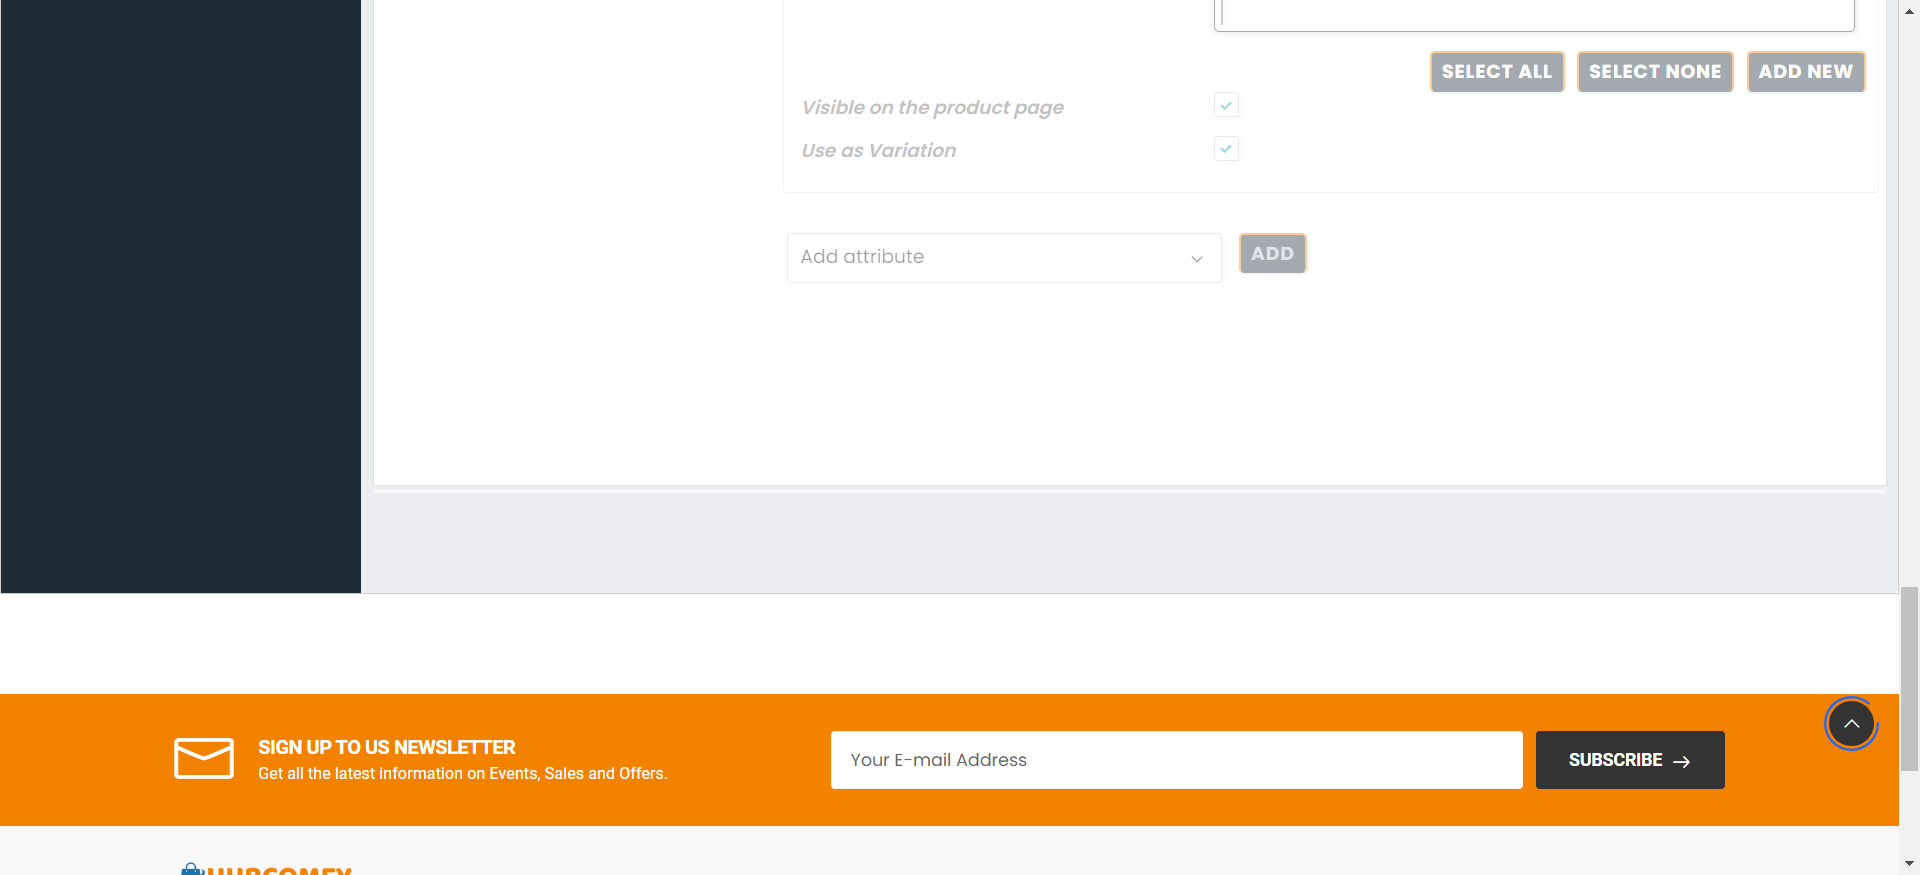 SELECT ALL SELECT NONE ADD NEW
Visible on the product page
Use as Variation
Add attribute ADD
SIGN UP TO US NEWSLETTER
Get all the latest information on Events, Sales and Offers.
Your E-mail Address
SUBSCRIBE